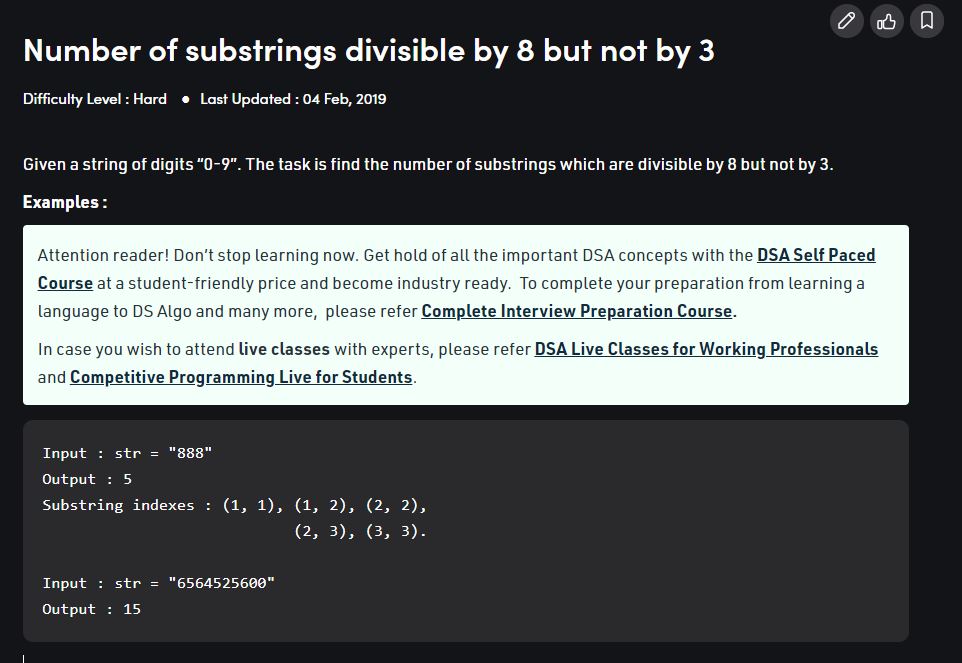 Number of substrings divisible by 8 but not by 3
Difficulty Level : Hard ● Last Updated : 04 Feb, 2019
Given a string of digits “0-9”. The task is find the number of substrings which are divisible by 8 but not by 3.
Examples :
Attention reader! Don’t stop learning now. Get hold of all the important DSA concepts with the DSA Self Paced
Course at a student-friendly price and become industry ready.  To complete your preparation from learning a
language to DS Algo and many more,  please refer Complete Interview Preparation Course.
In case you wish to attend live classes with experts, please refer DSA Live Classes for Working Professionals
and Competitive Programming Live for Students.
Input : str = "888"
Output : 5
Substring indexes : (1, 1), (1, 2), (2, 2),
(2, 3), (3, 3).
Input : str = "6564525600"
Output : 15